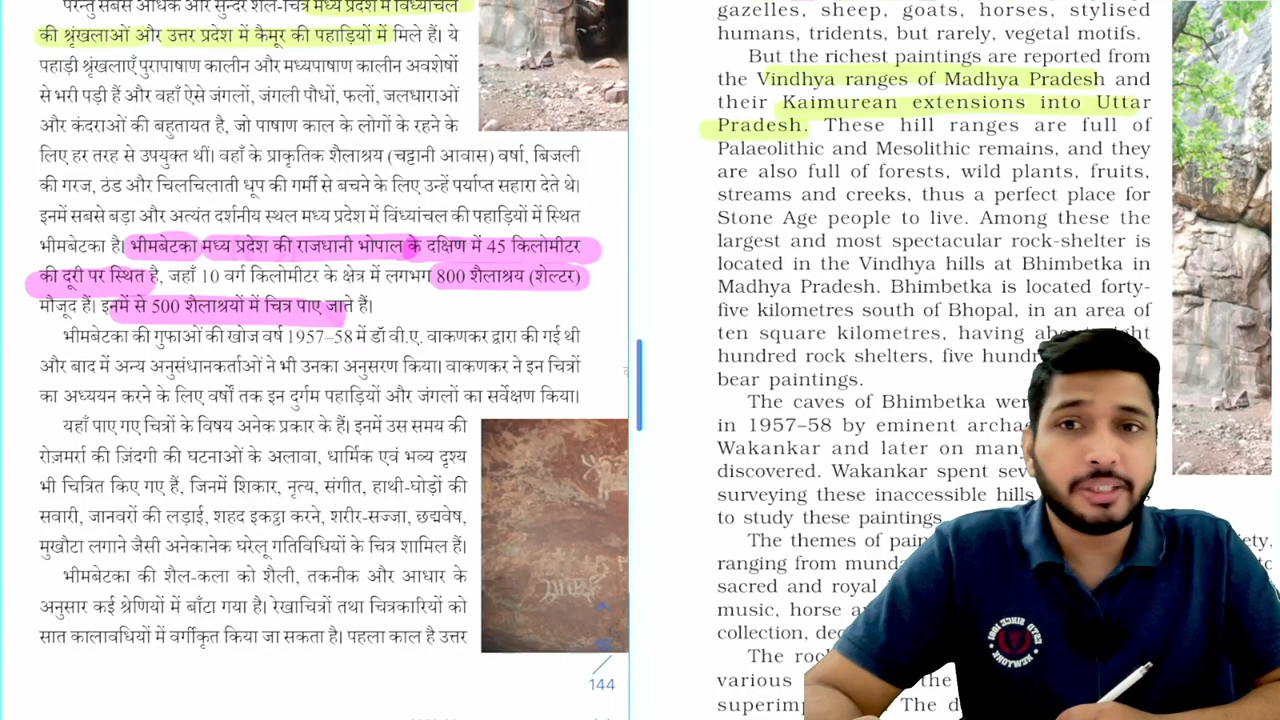 परन्तु सबसे अधिक और सुन्दर शैल-चित्र मध्य प्रदेश में विंध्यांचल
की श्रृंखलाओं और उत्तर प्रदेश में कैमूर की पहाड़ियों में मिले हैं। ये
पहाड़ी श्रृंखलाएँ पुरापाषाण कालीन और मध्यपाषाण कालीन अवशेषों
से भरी पड़ी हैं और वहाँ ऐसे जंगलों, जंगली पौधों, फलों, जलधाराओं
और कंदराओं की बहुतायत है, जो पाषाण काल के लोगों के रहने के
लिए हर तरह से उपयुक्त थीं। वहाँ के प्राकृतिक शैलाश्रय (चट्टानी आवास) वर्षा, बिजली
की गरज, ठंड और चिलचिलाती धूप की गर्मी से बचने के लिए उन्हें पर्याप्त सहारा देते थे।
इनमें सबसे बड़ा और अत्यंत दर्शनीय स्थल मध्य प्रदेश में विंध्यांचल की पहाड़ियों में स्थित
भीमबेटका है। भीमबेटका मध्य प्रदेश की राजधानी भोपाल के दक्षिण में 45 किलोमीटर
की दूरी पर स्थित है, जहाँ 10 वर्ग किलोमीटर के क्षेत्र में लगभग 800 शैलाश्रय (शेल्टर)
मौजूद हैं। इनमें से 500 शैलाश्रयों में चित्र पाए जाते हैं।
भीमबेटका की गुफाओं की खोज वर्ष 1957–58 में डॉ वी.ए. वाकणकर द्वारा की गई थी
और बाद में अन्य अनुसंधानकर्ताओं ने भी उनका अनुसरण किया। वाकणकर ने इन चित्रों
का अध्ययन करने के लिए वर्षों तक इन दुर्गम पहाड़ियों और जंगलों का सर्वेक्षण किया।
यहाँ पाए गए चित्रों के विषय अनेक प्रकार के हैं। इनमें उस समय की
रोज़मर्रा की ज़िंदगी की घटनाओं के अलावा, धार्मिक एवं भव्य दृश्य
भी चित्रित किए गए हैं, जिनमें शिकार, नृत्य, संगीत, हाथी-घोड़ों की
सवारी, जानवरों की लड़ाई, शहद इकट्ठा करने, शरीर-सज्जा, छद्मवेष,
मुखौटा लगाने जैसी अनेकानेक घरेलू गतिविधियों के चित्र शामिल हैं।
भीमबेटका की शैल-कला को शैली, तकनीक और आधार के
अनुसार कई श्रेणियों में बाँटा गया है। रेखाचित्रों तथा चित्रकारियों को
सात कालावधियों में वर्गीकृत किया जा सकता है। पहला काल है उत्तर
144
gazelles, sheep, goats, horses, stylised
humans, tridents, but rarely, vegetal motifs.
But the richest paintings are reported from
the Vindhya ranges of Madhya Pradesh and
their Kaimurean extensions into Uttar
Pradesh. These hill ranges are full of
Palaeolithic and Mesolithic remains, and they
are also full of forests, wild plants, fruits,
streams and creeks, thus a perfect place for
Stone Age people to live. Among these the
largest and most spectacular rock-shelter is
located in the Vindhya hills at Bhimbetka in
Madhya Pradesh. Bhimbetka is located forty-
five kilometres south of Bhopal, in an area of
ten square kilometres, having about eight
hundred rock shelters, five hundr
bear paintings.
The caves of Bhimbetka wer
in 1957–58 by eminent archa
Wakankar and later on many
discovered. Wakankar spent sev
surveying these inaccessible hills
to study these paintings.
The themes of pain
ranging from munda
sacred and royal
music, horse a
collection, dec
The roc
various the
superimp The d